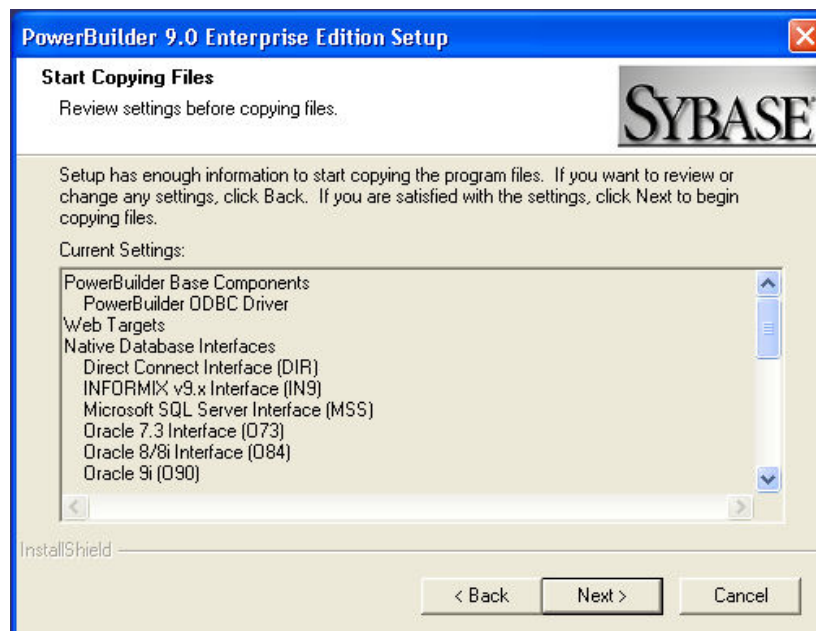 PowerBuilder 9.0 Enterprise Edition Setup
Start Copying Files
Review settings before copying files.
SYBASE
Setup has enough information to start copying the program files. If you want to review or
change any settings, click Back. If you are satisfied with the settings, click Next to begin
copying files.
Current Settings:
PowerBuilder Base Components
PowerBuilder ODBC Driver
Web Targets
Native Database Interfaces
Direct Connect Interface (DIR)
INFORMIX v9.x Interface (IN9)
Microsoft SQL Server Interface (MSS)
Oracle 7.3 Interface (O73)
Oracle 8/8i Interface (O84)
Oracle 9i (O90)
InstallShield
< Back
Next >
Cancel